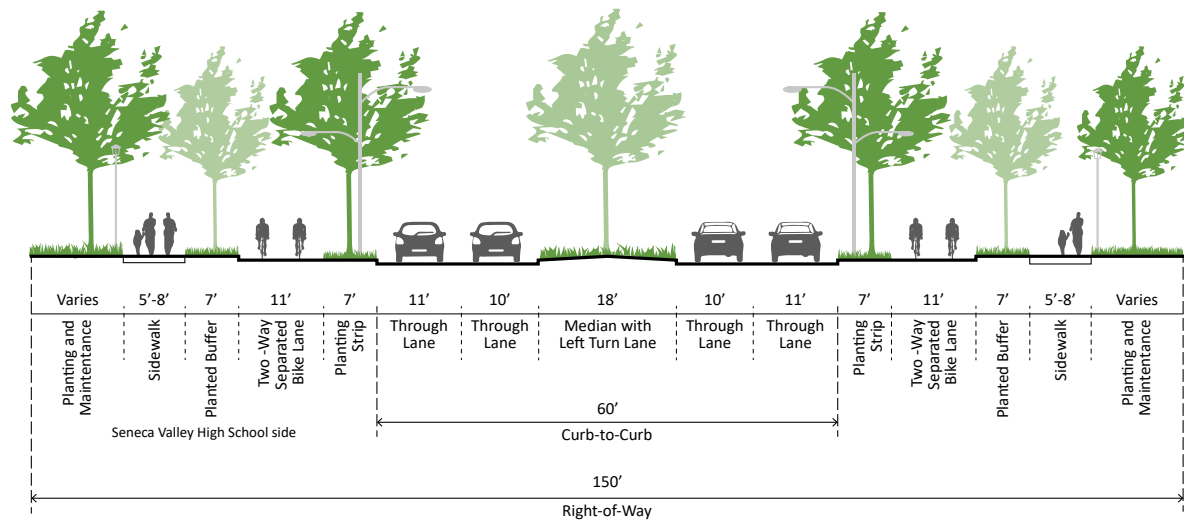 Varies
5’-8’
7’
11’
7’
11’
10’
18’
10’
11’
7’
11’
7’
5’-8’
Varies
Planting and
Maintentance
Sidewalk
Planted Buffer
Two -Way
Separated
Bike Lane
Planting
Strip
Through
Lane
Through
Lane
Median with
Left Turn Lane
Through
Lane
Through
Lane
Planting
Strip
Two -Way
Separated
Bike Lane
Planted Buffer
Sidewalk
Planting and
Maintenance
60’
Curb-to-Curb
Seneca Valley High School side
150’
Right-of-Way